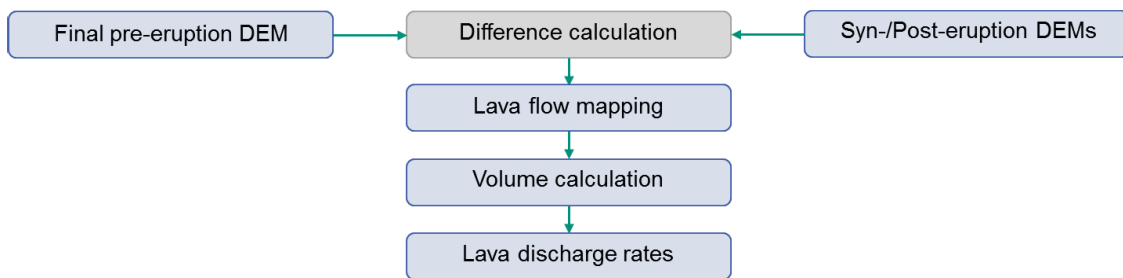 Final pre-eruption DEM
Difference calculation
Syn-/Post-eruption DEMs
Lava flow mapping
Volume calculation
Lava discharge rates